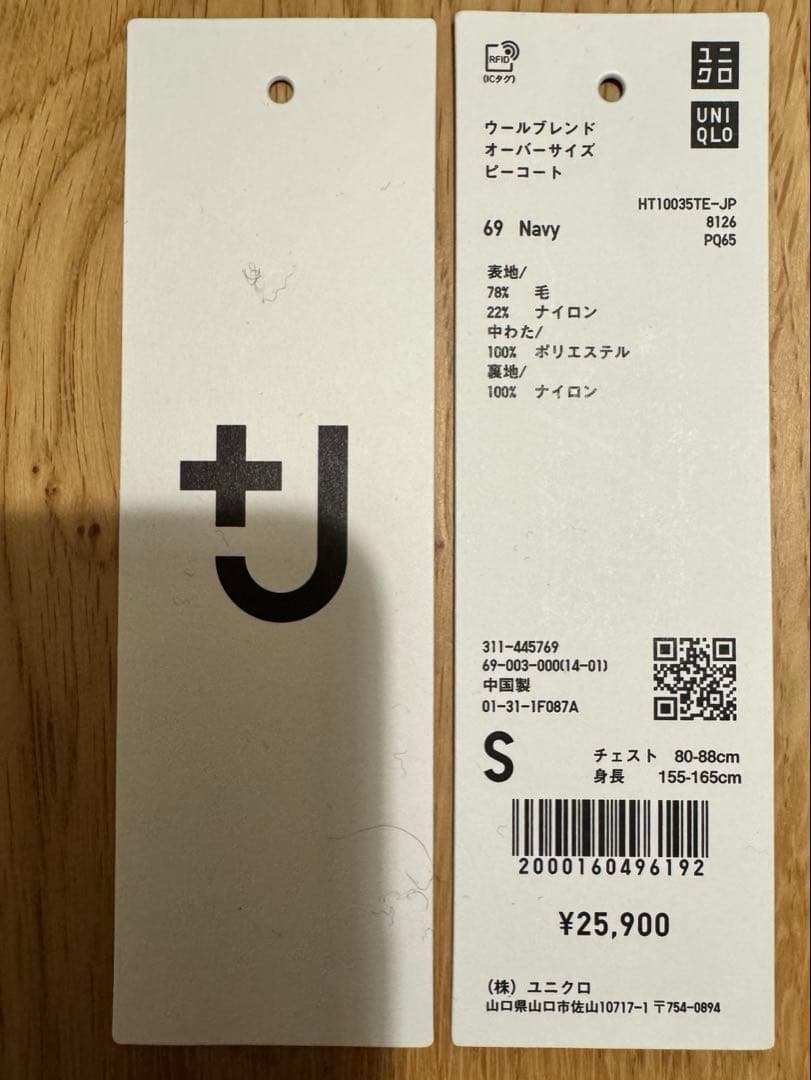 +J
RFID
(ICタグ)
ユニ
クロ
UNI
QLO
ウールブレンド
オーバーサイズ
ピーコート
HT10035TE-JP
8126
PQ65
69 Navy
表地/
78% 毛
22% ナイロン
中わた/
100% ポリエステル
裏地/
100% ナイロン
311-445769
69-003-000(14-01)
中国製
01-31-1F087A
S
チェスト 80-88cm
身長 155-165cm
2000160496192
¥25,900
(株) ユニクロ
山口県山口市佐山10717-1 〒754-0894